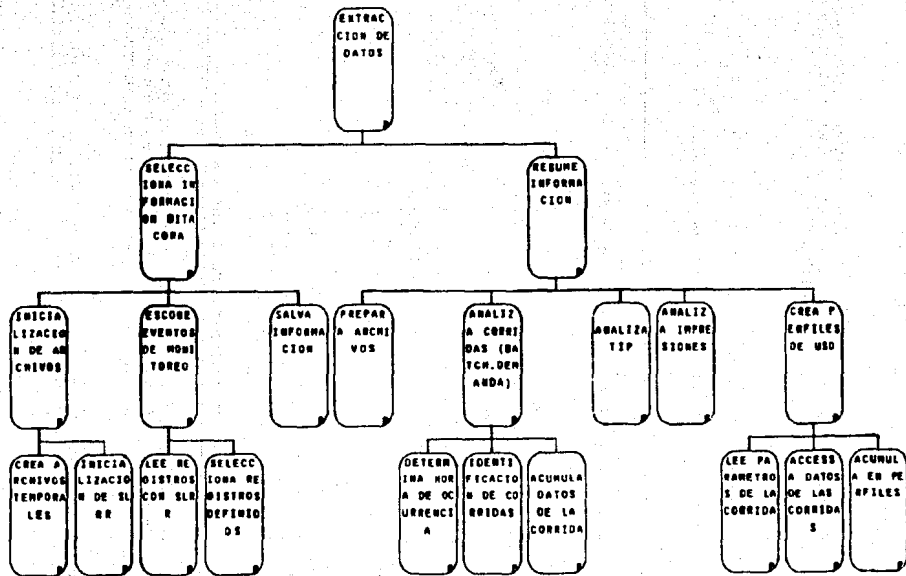 EXTRAC
CION DE
DATOS
SELECC
IONA IN
FORMACI
ON BITA
CORA
RESUME
INFORMA
CION
INICIA
LIZACIO
N DE AR
CHIVOS
ESCOGE
EVENTOS
DE MONI
TOREO
SALVA
INFORMA
CION
PREPAR
A ARCHI
VOS
ANALIZ
A CORRI
DAS (BA
TCH,DEM
ANDA)
ANALIZA
TIP
ANALIZ
A IMPRE
SIONES
CREA P
ERFILES
DE USO
CREA A
RCHIVOS
TEMPORA
LES
INICIA
LIZACIO
N DE SL
RR
LEE RE
GISTROS
CON SLR
R
SELECC
IONA RE
GISTROS
DEFINID
OS
DETERM
INA HOR
A DE OC
URRENCI
A
IDENTI
FICACIO
N DE CO
RRIDAS
ACUMULA
DATOS
DE LA
CORRIDA
LEE PA
RAMETRO
S DE LA
CORRIDA
ACCESS
A DATOS
DE LAS
CORRIDA
S
ACUMUL
A EN PE
RFILES